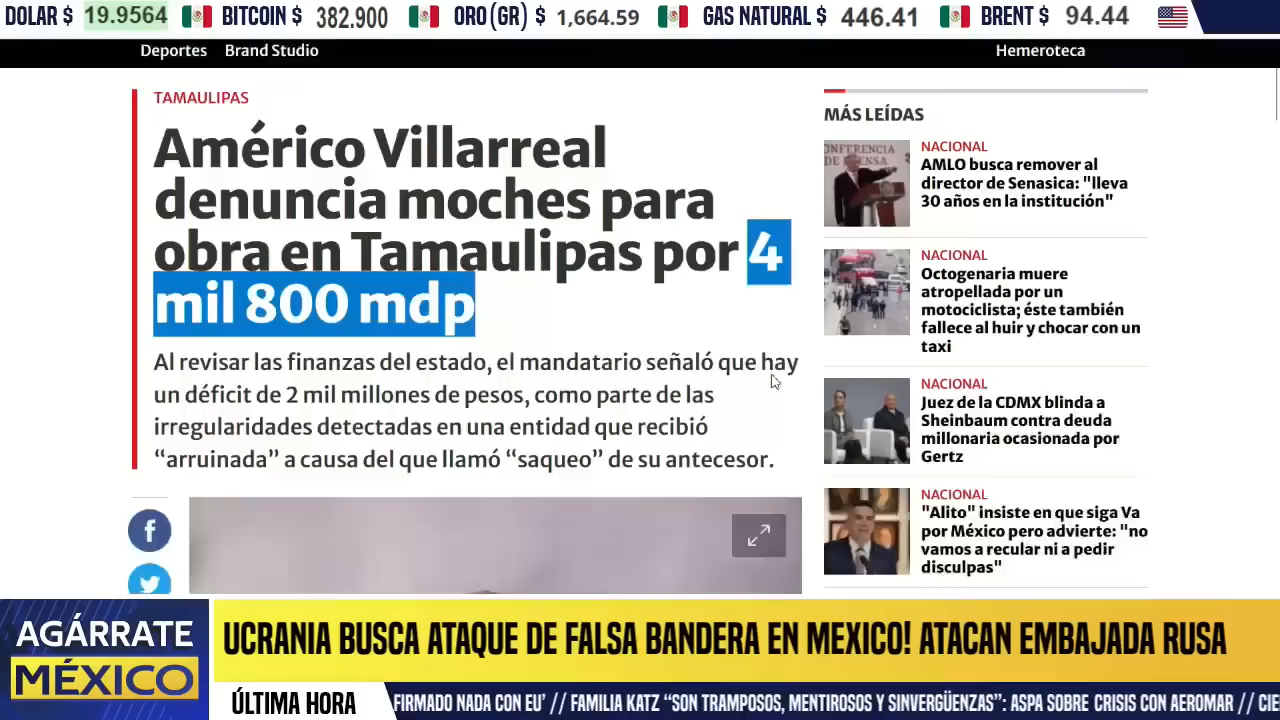 DOLAR $ 19.9564 BITCOIN $ 382.900 ORO(GR) $ 1,664.59 GAS NATURAL $ 446.41 BRENT $ 94.44
Deportes Brand Studio Hemeroteca
TAMAULIPAS
Américo Villarreal
denuncia moches para
obra en Tamaulipas por 4
mil 800 mdp
Al revisar las finanzas del estado, el mandatario señaló que hay
un déficit de 2 mil millones de pesos, como parte de las
irregularidades detectadas en una entidad que recibió
“arruinada” a causa del que llamó “saqueo” de su antecesor.
MÁS LEÍDAS
NACIONAL
AMLO busca remover al
director de Senasica: "lleva
30 años en la institución"
NACIONAL
Octogenaria muere
atropellada por un
motociclista; éste también
fallece al huir y chocar con un
taxi
NACIONAL
Juez de la CDMX blinda a
Sheinbaum contra deuda
millonaria ocasionada por
Gertz
NACIONAL
"Alito" insiste en que siga Va
por México pero advierte: "no
vamos a recular ni a pedir
disculpas"
AGÁRRATE
MÉXICO
UCRANIA BUSCA ATAQUE DE FALSA BANDERA EN MEXICO! ATACAN EMBAJADA RUSA
ÚLTIMA HORA
FIRMADO NADA CON EU’ // FAMILIA KATZ “SON TRAMPOSOS, MENTIROSOS Y SINVERGÜENZAS”: ASPA SOBRE CRISIS CON AEROMAR // CIE